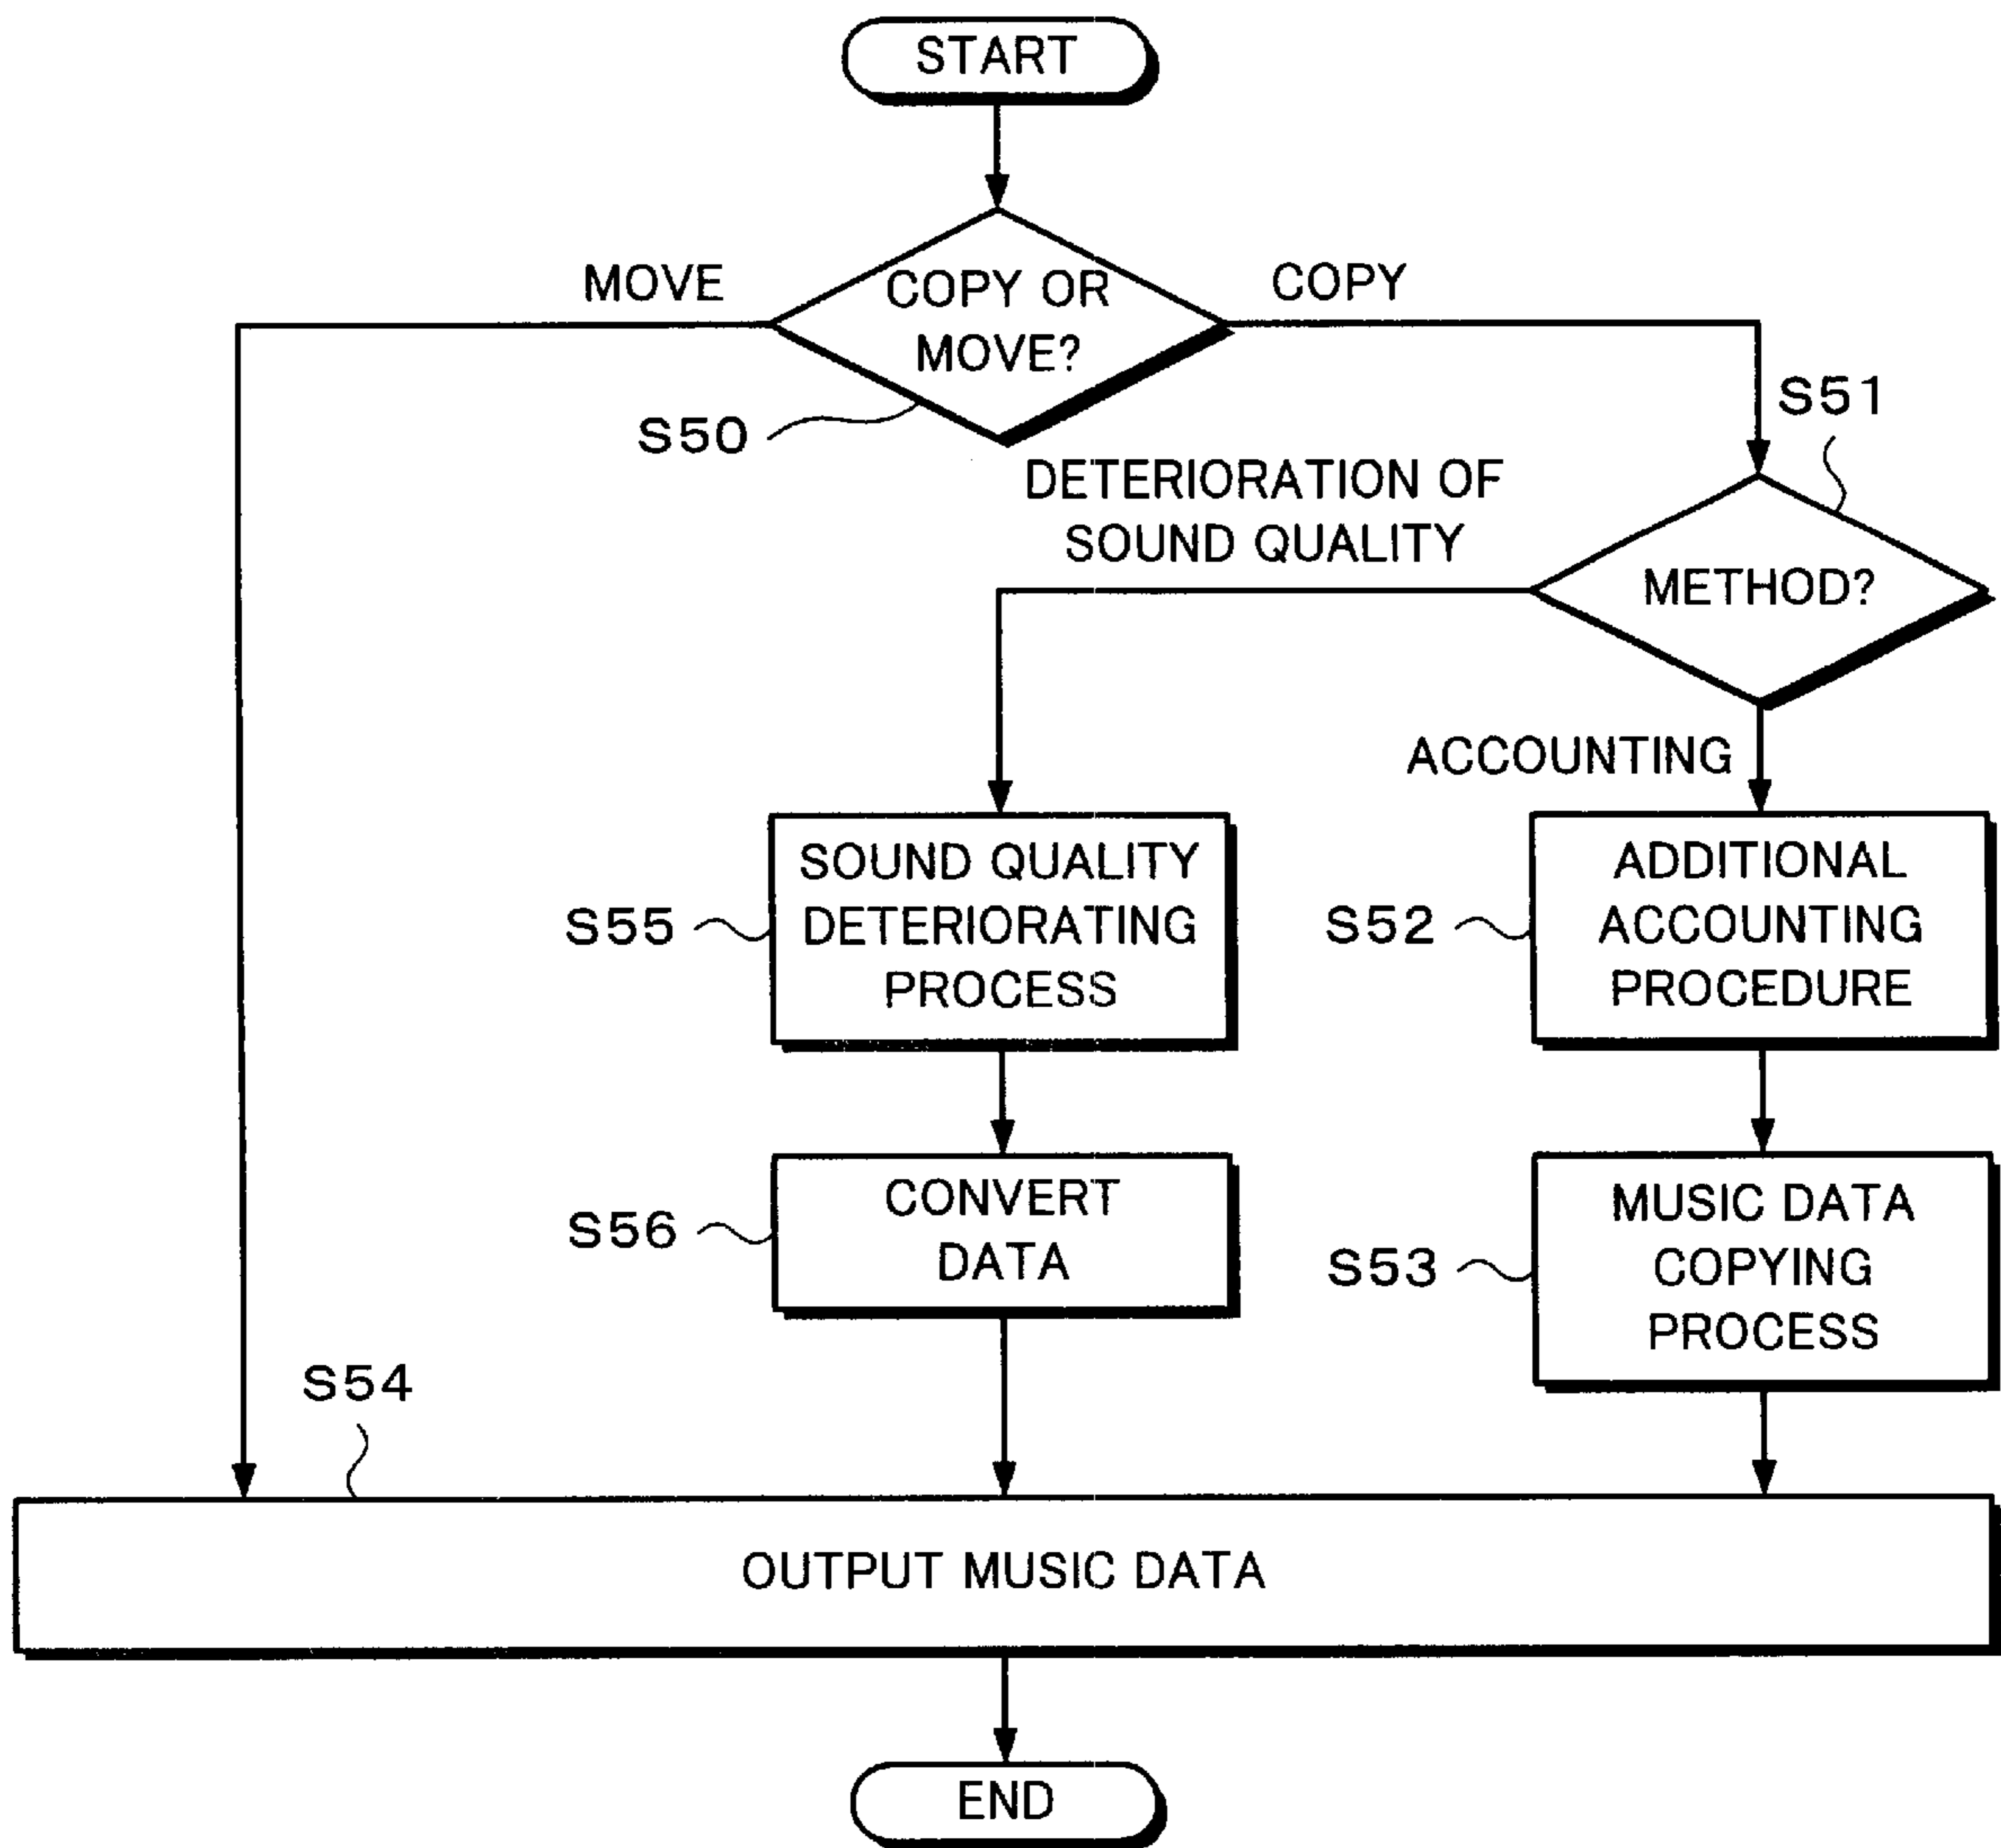 START
COPY OR
MOVE?
MOVE
COPY
S50
S51
DETERIORATION OF
SOUND QUALITY
METHOD?
ACCOUNTING
SOUND QUALITY
DETERIORATING
PROCESS
S55
ADDITIONAL
ACCOUNTING
PROCEDURE
S52
CONVERT
DATA
S56
MUSIC DATA
COPYING
PROCESS
S53
S54
OUTPUT MUSIC DATA
END